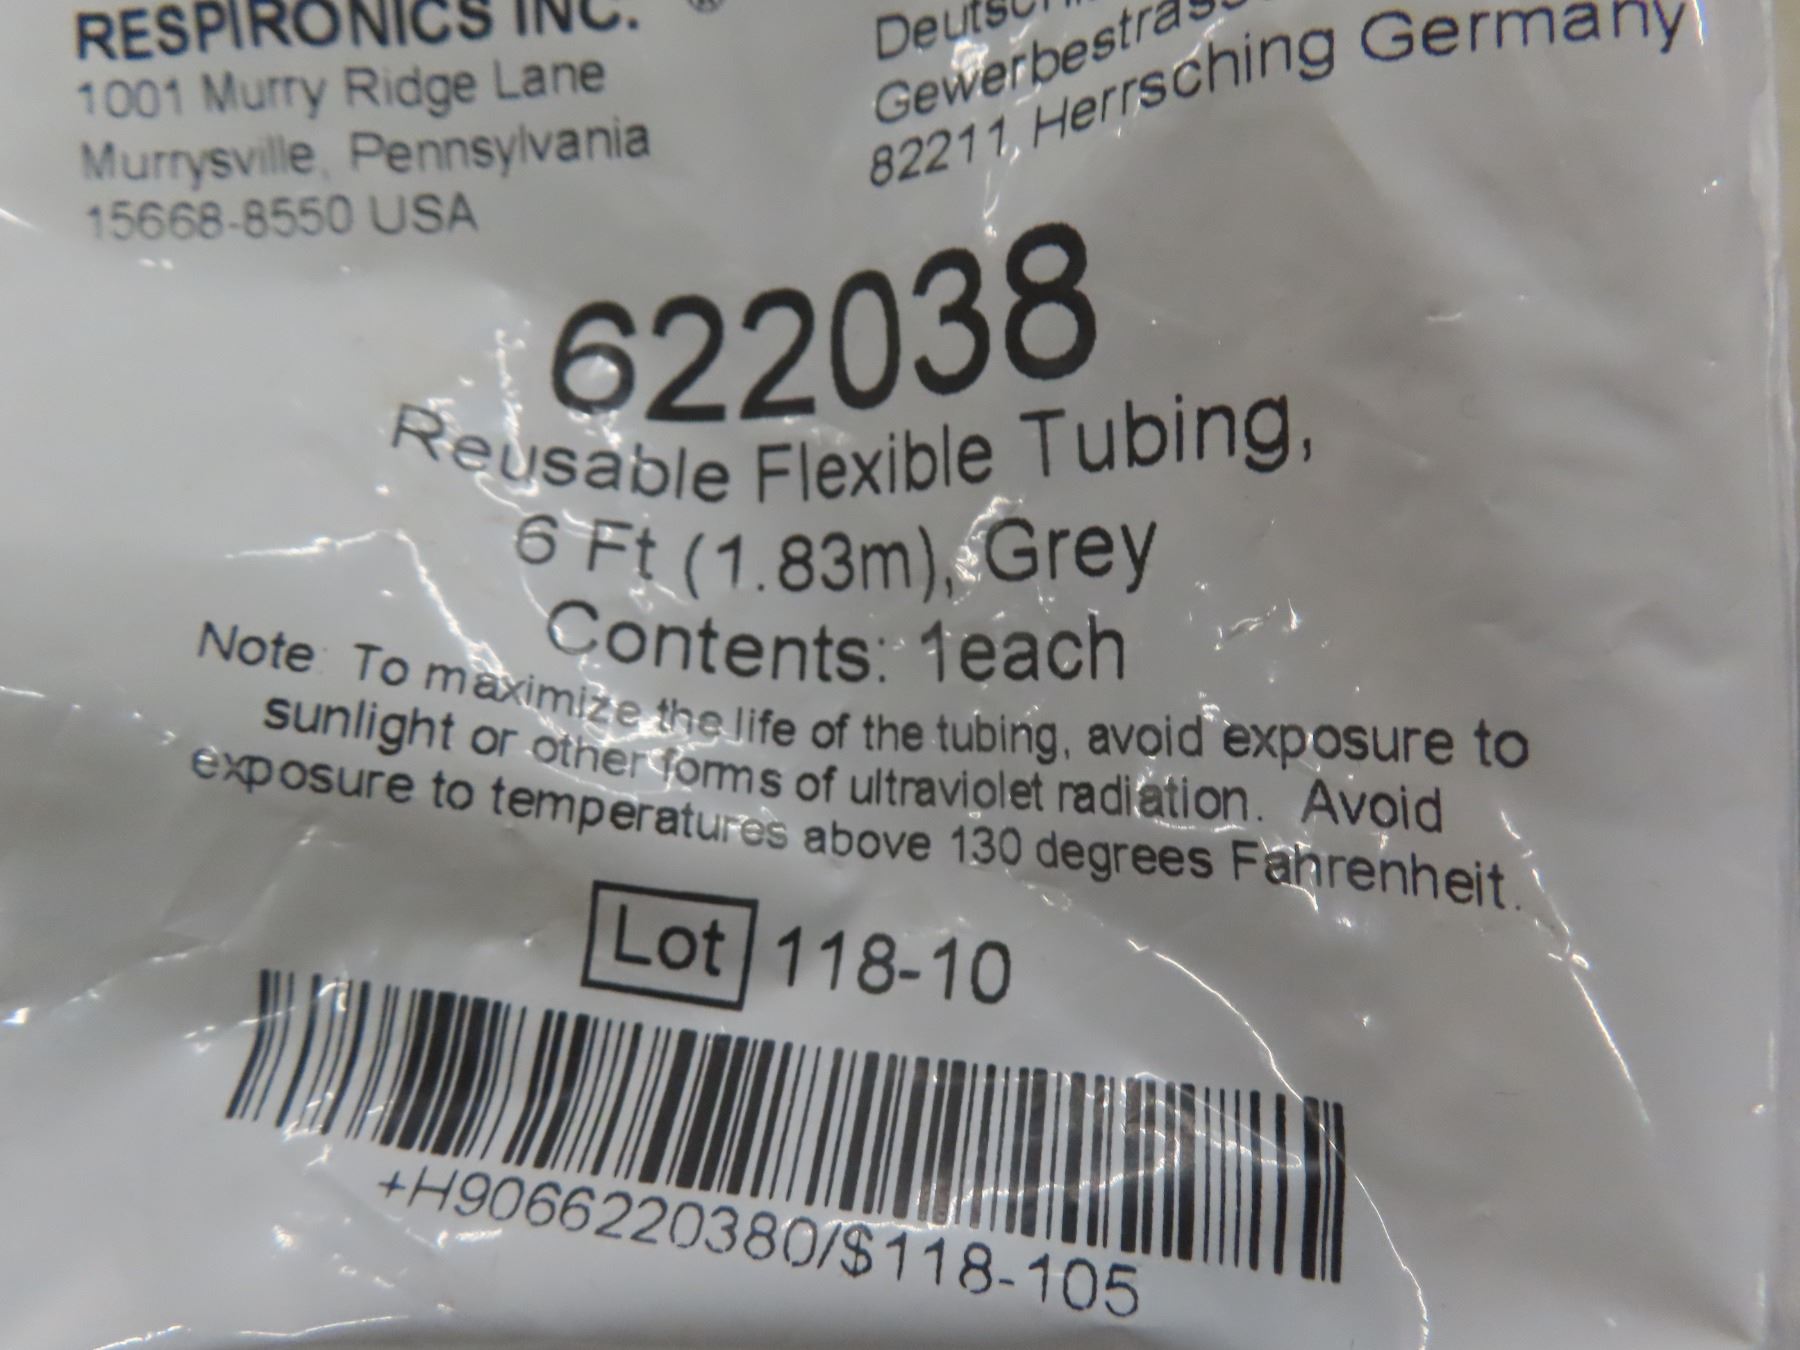 RESPIRONICS INC. ®
1001 Murry Ridge Lane
Murrysville, Pennsylvania
15668-8550 USA
82211, Herrsching Germany
622038
Reusable Flexible Tubing,
6 Ft (1.83m), Grey
Contents: 1each
Note: To maximize the life of the tubing, avoid exposure to
sunlight or other forms of ultraviolet radiation. Avoid
exposure to temperatures above 130 degrees Fahrenheit.
Lot 118-10
+H9066220380/$118-105